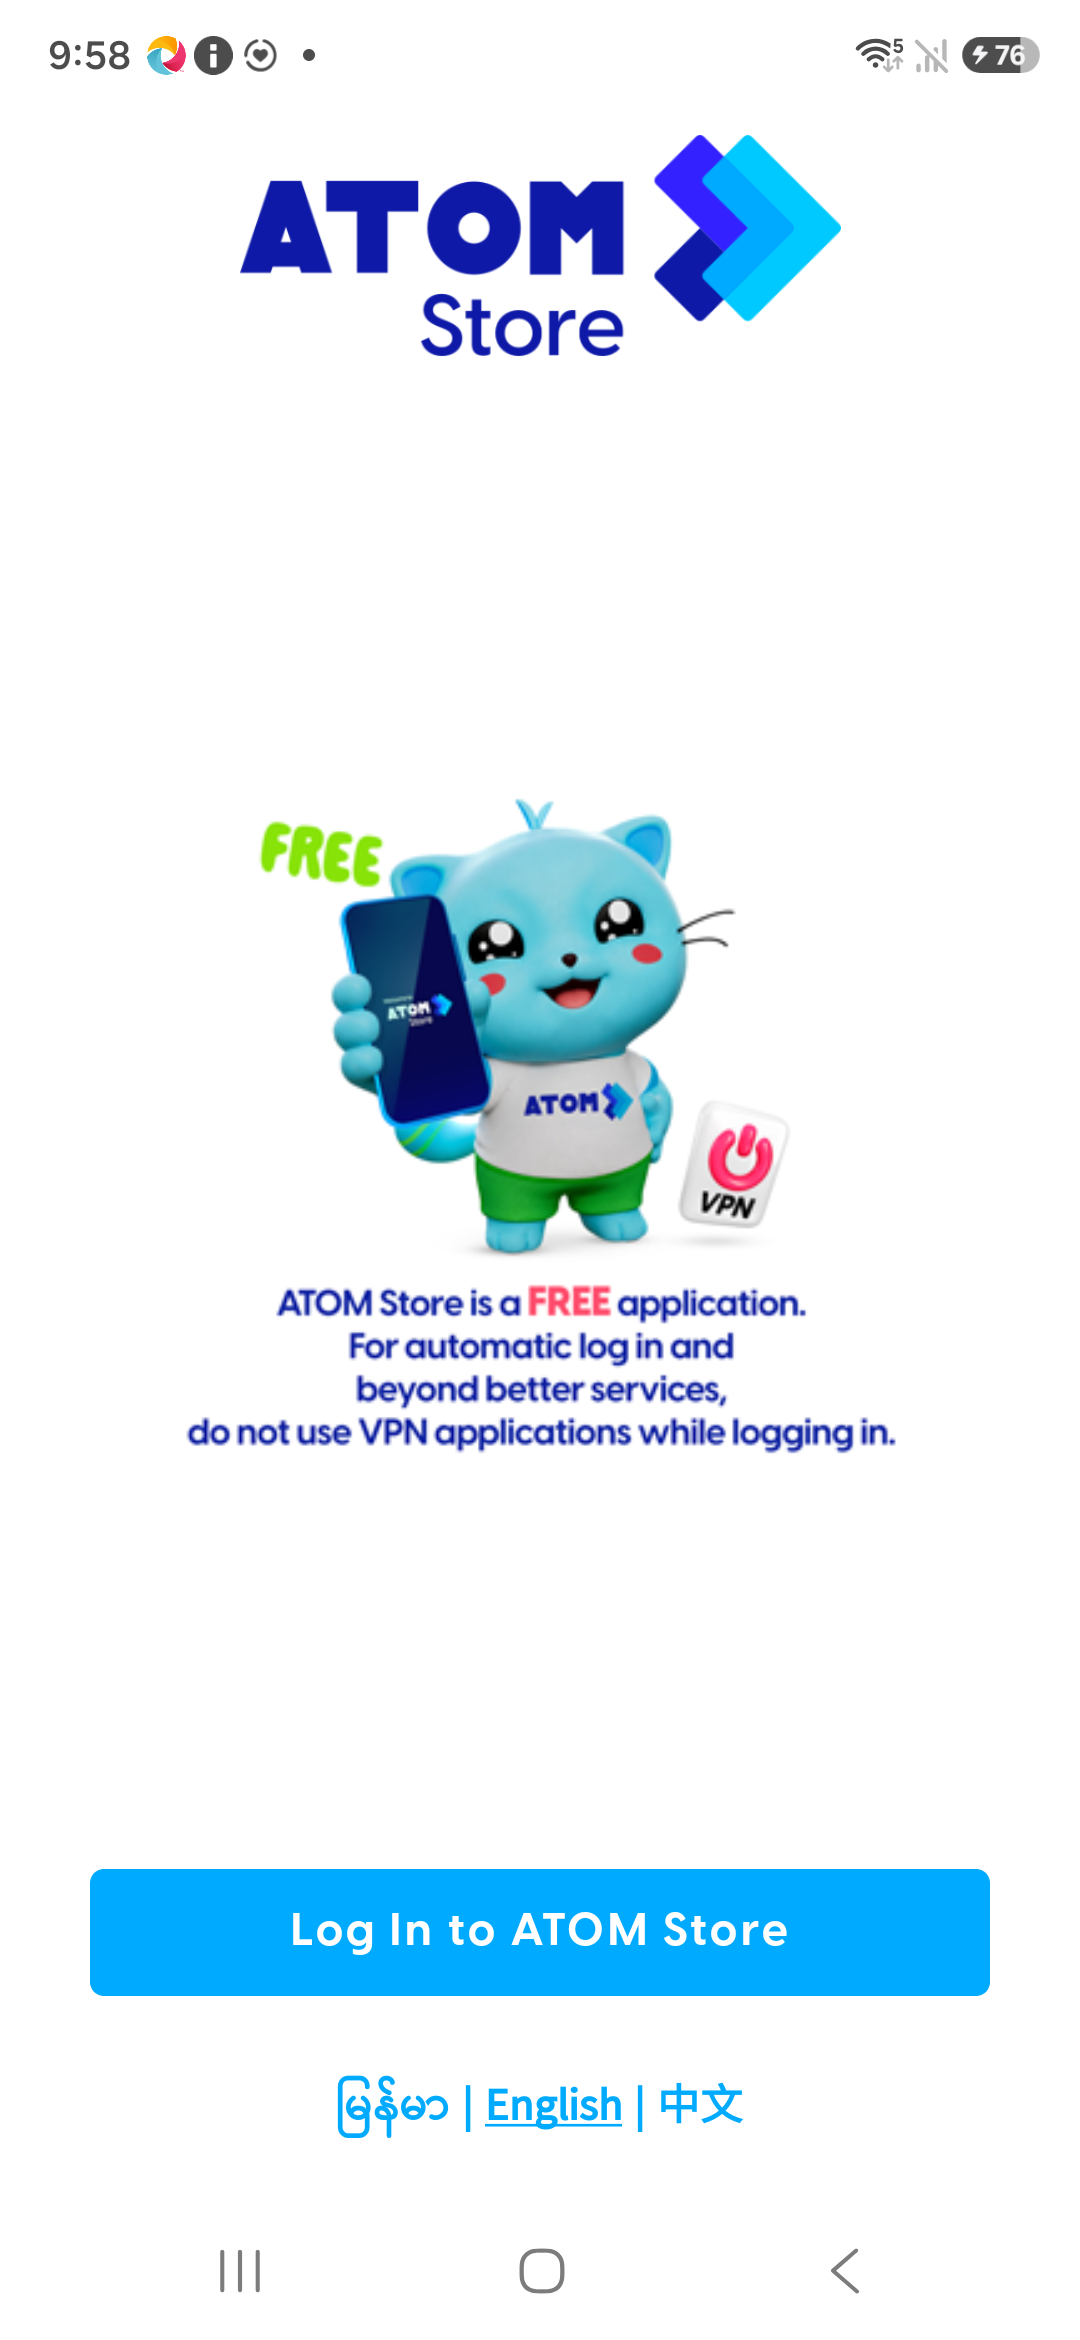 9:58
5
76
ATOM
Store
FREE
ATOM
Store
ATOM
VPN
ATOM Store is a FREE application.
For automatic log in and
beyond better services,
do not use VPN applications while logging in.
Log In to ATOM Store
မြန်မာ | English | 中文